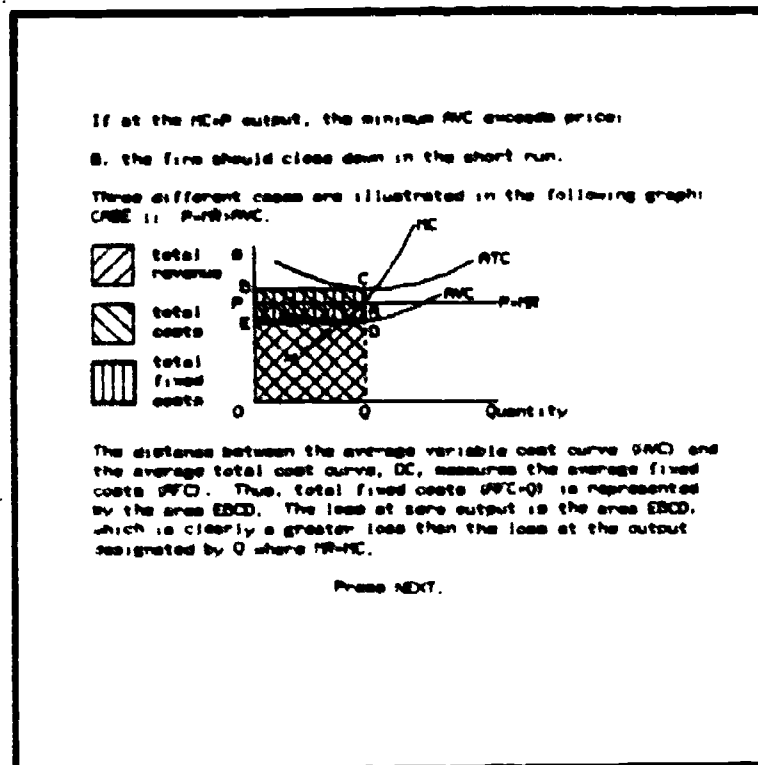 If at the MC=P output, the minimum AVC exceeds price:
B. the firm should close down in the short run.
Three different cases are illustrated in the following graph:
CASE 1: P=MR>AVC.
total revenue
total costs
total fixed costs
$
B
P
E
O
C
D
Q
MC
ATC
AVC
P=MR
Quantity
The distance between the average variable cost curve (AVC) and
the average total cost curve, DC, measures the average fixed
costs (AFC). Thus, total fixed costs (AFC×Q) is represented
by the area EBCD. The loss at zero output is the area EBCD,
which is clearly a greater loss than the loss at the output
designated by Q where MR=MC.
Press NEXT.